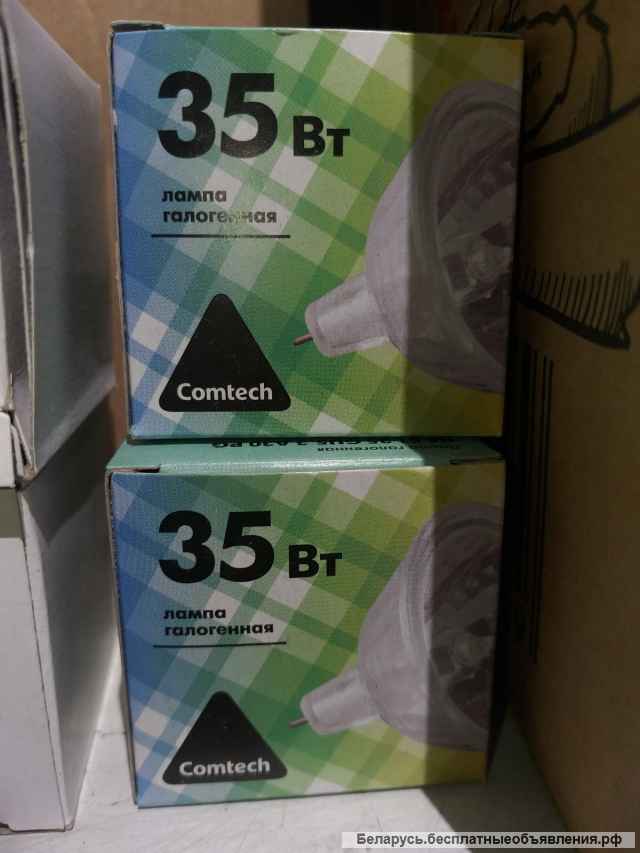 35 Вт
лампа
галогенная
Comtech
35 Вт
лампа
галогенная
Comtech
Беларусь.бесплатныеобъявления.рф